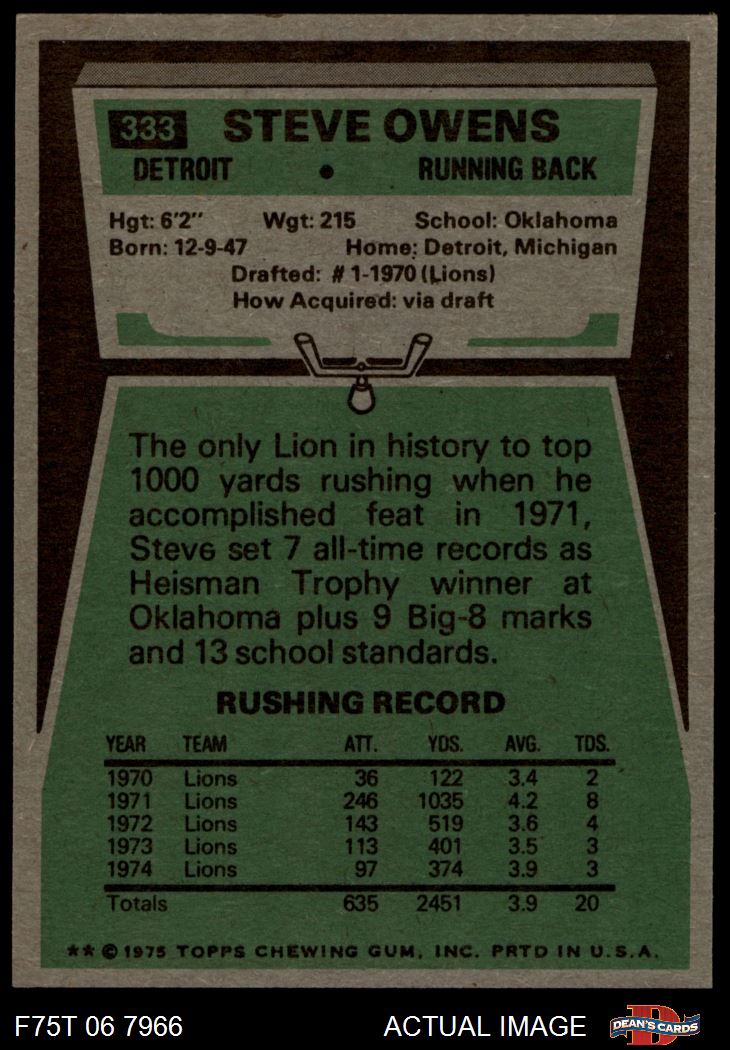 333 STEVE OWENS
DETROIT • RUNNING BACK
Hgt: 6'2" Wgt: 215 School: Oklahoma
Born: 12-9-47 Home: Detroit, Michigan
Drafted: #1-1970 (Lions)
How Acquired: via draft
The only Lion in history to top
1000 yards rushing when he
accomplished feat in 1971,
Steve set 7 all-time records as
Heisman Trophy winner at
Oklahoma plus 9 Big-8 marks
and 13 school standards.
RUSHING RECORD
YEAR TEAM ATT. YDS. AVG. TDS.
1970 Lions 36 122 3.4 2
1971 Lions 246 1035 4.2 8
1972 Lions 143 519 3.6 4
1973 Lions 113 401 3.5 3
1974 Lions 97 374 3.9 3
Totals 635 2451 3.9 20
** © 1975 TOPPS CHEWING GUM, INC. PRTD IN U.S.A.
F75T 06 7966 ACTUAL IMAGE D DEAN'S CARDS